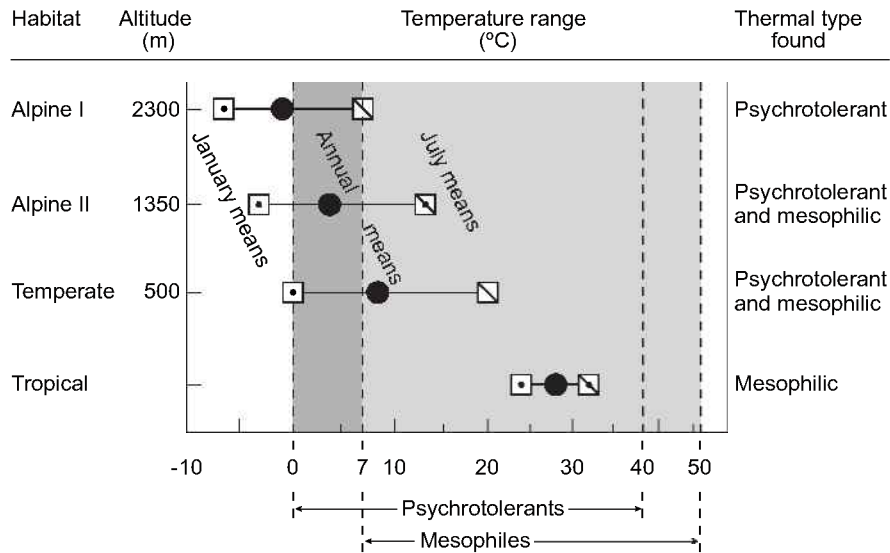 Habitat Altitude (m) Temperature range (ºC) Thermal type found
Alpine I 2300 Psychrotolerant
January means
Annual means
July means
Alpine II 1350 Psychrotolerant and mesophilic
Temperate 500 Psychrotolerant and mesophilic
Tropical Mesophilic
-10 0 7 10 20 30 40 50
Psychrotolerants
Mesophiles